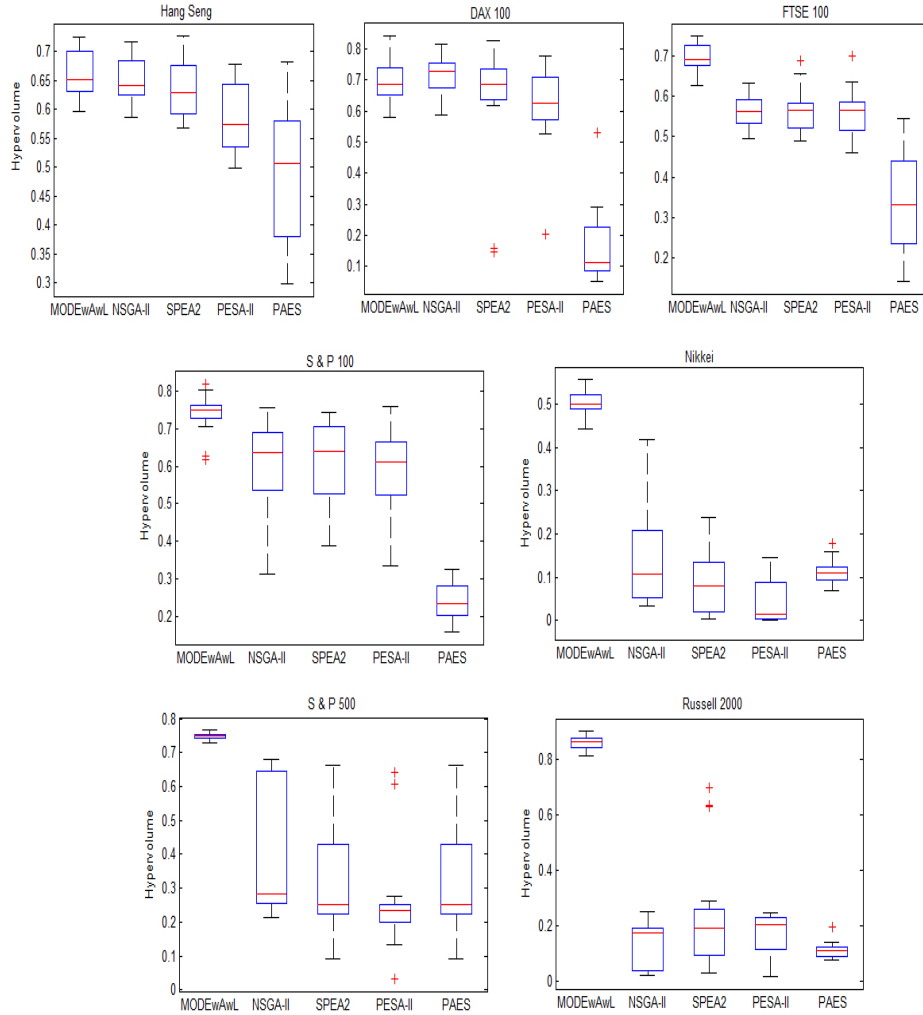 Hang Seng
Hypervolume
0.7
0.65
0.6
0.55
0.5
0.45
0.4
0.35
0.3
MODEwAwL NSGA-II SPEA2 PESA-II PAES
DAX 100
0.8
0.7
0.6
0.5
0.4
0.3
0.2
0.1
MODEwAwL NSGA-II SPEA2 PESA-II PAES
FTSE 100
0.7
0.6
0.5
0.4
0.3
0.2
MODEwAwL NSGA-II SPEA2 PESA-II PAES
S & P 100
Hypervolume
0.8
0.7
0.6
0.5
0.4
0.3
0.2
MODEwAwL NSGA-II SPEA2 PESA-II PAES
Nikkei
Hypervolume
0.5
0.4
0.3
0.2
0.1
0
MODEwAwL NSGA-II SPEA2 PESA-II PAES
S & P 500
Hypervolume
0.8
0.7
0.6
0.5
0.4
0.3
0.2
0.1
0
MODEwAwL NSGA-II SPEA2 PESA-II PAES
Russell 2000
Hypervolume
0.8
0.6
0.4
0.2
0
MODEwAwL NSGA-II SPEA2 PESA-II PAES